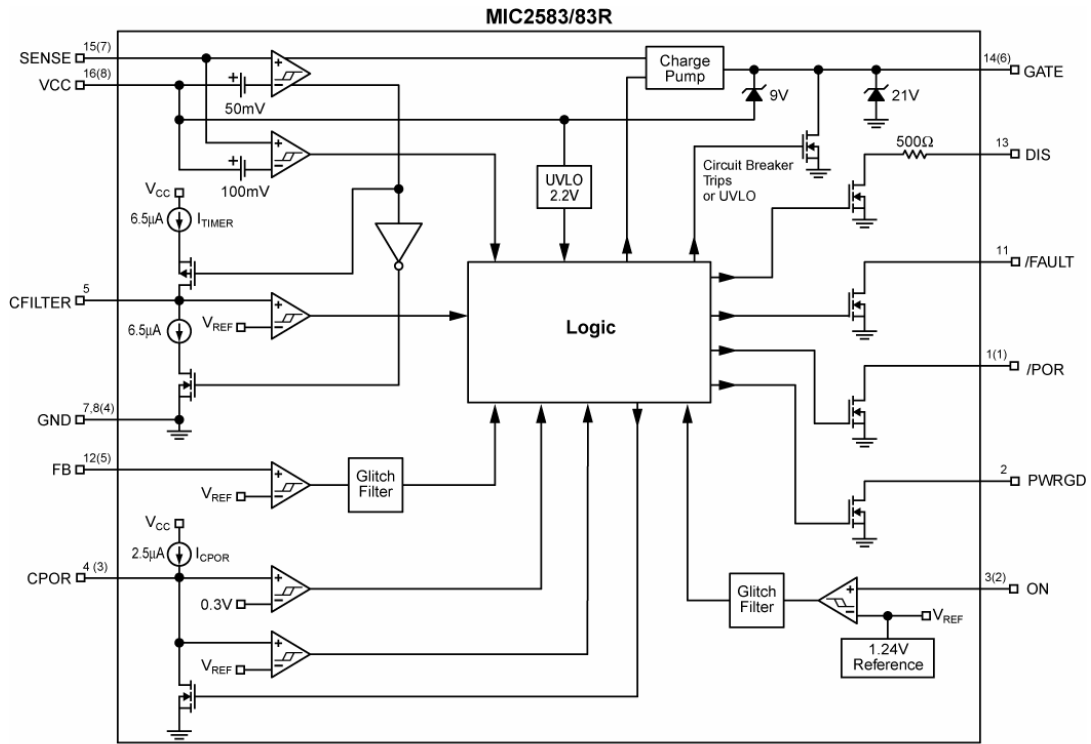 MIC2583/83R
SENSE
15(7)
VCC
16(8)
50mV
100mV
Charge
Pump
14(6)
GATE
9V
21V
500Ω
13
DIS
Circuit Breaker
Trips
or UVLO
UVLO
2.2V
VCC
6.5μA
ITIMER
11
/FAULT
CFILTER
5
VREF
6.5μA
Logic
1(1)
/POR
GND
7,8(4)
FB
12(5)
VREF
Glitch
Filter
2
PWRGD
VCC
2.5μA
ICPOR
CPOR
4 (3)
0.3V
Glitch
Filter
3(2)
ON
VREF
1.24V
Reference
VREF